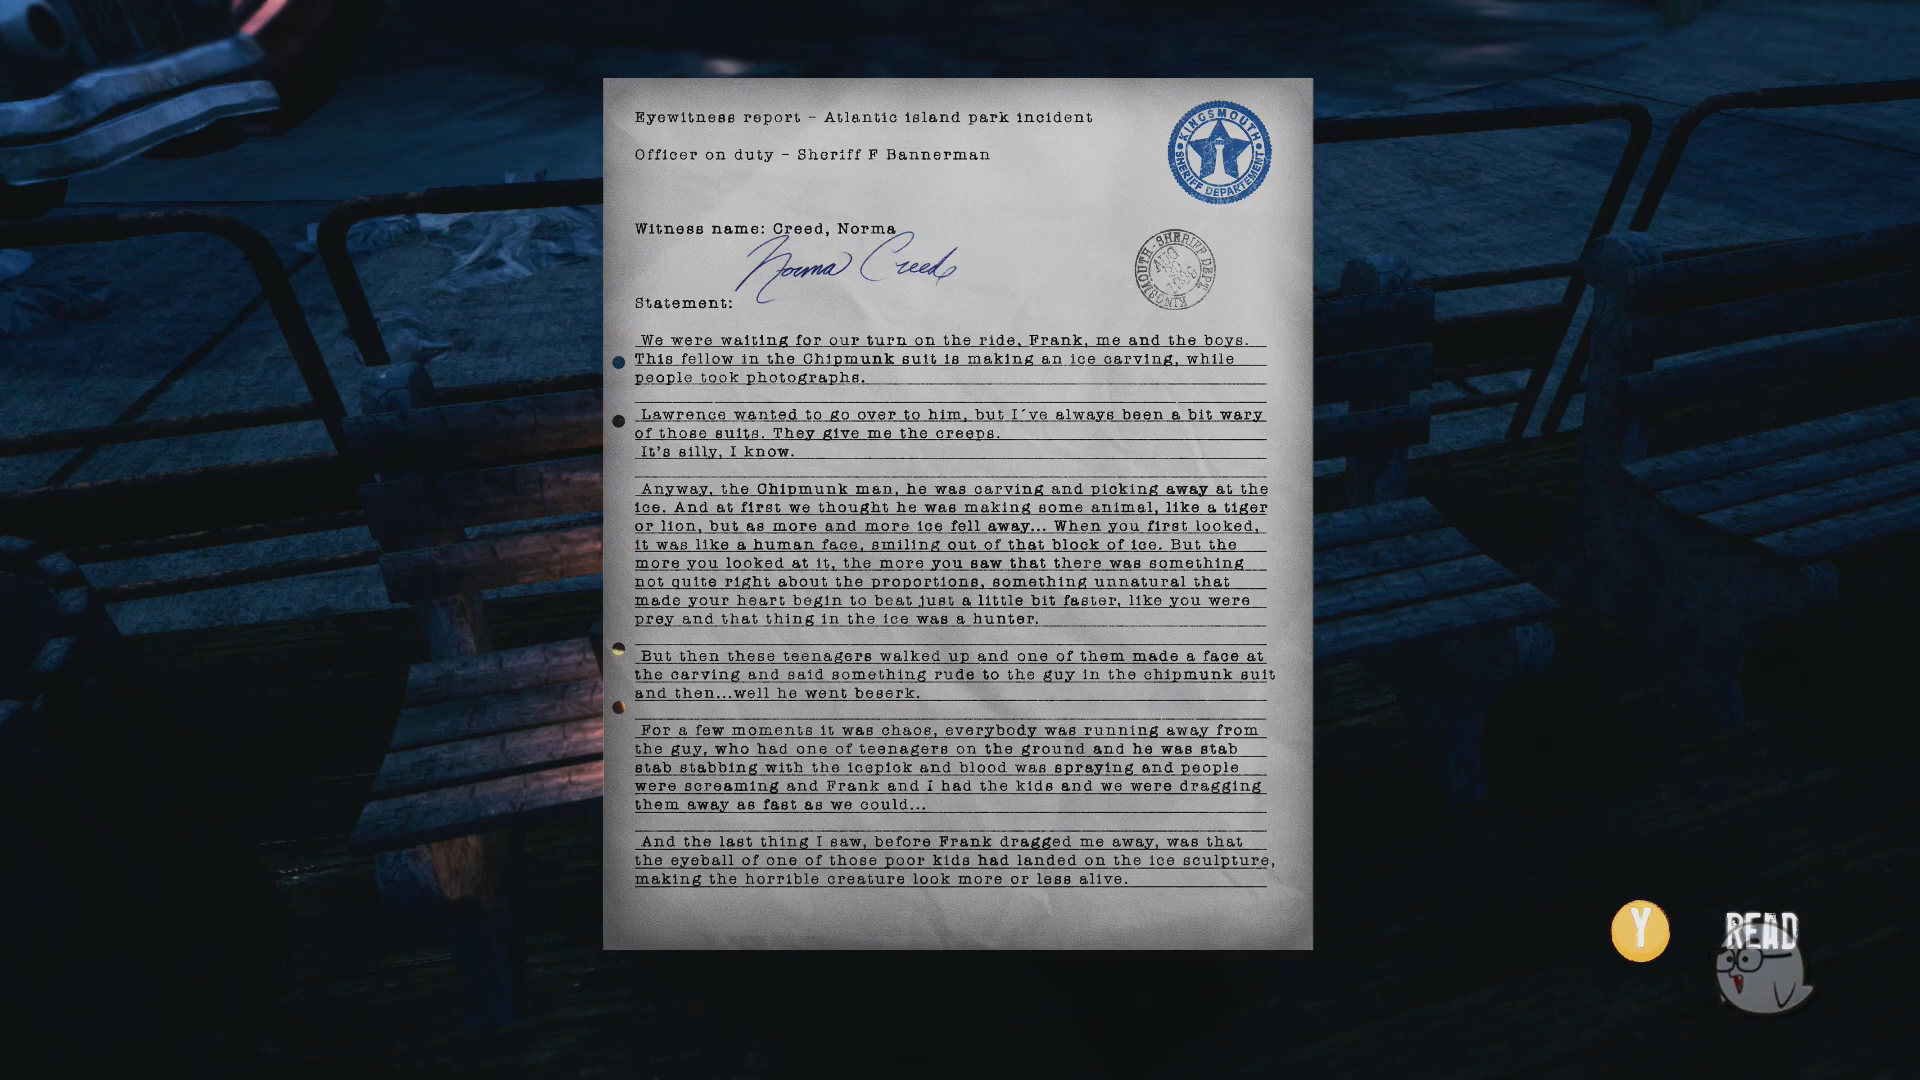 Eyewitness report - Atlantic island park incident
KINGSMOUTH
SHERIFF DEPARTEMENT
Officer on duty - Sheriff F Bannerman
Witness name: Creed, Norma
Norma Creed
KINGSMOUTH - SHERIFF DEPT
AUG
Statement:
We were waiting for our turn on the ride, Frank, me and the boys.
This fellow in the Chipmunk suit is making an ice carving, while
people took photographs.
Lawrence wanted to go over to him, but I´ve always been a bit wary
of those suits. They give me the creeps.
It's silly, I know.
Anyway, the Chipmunk man, he was carving and picking away at the
ice. And at first we thought he was making some animal, like a tiger
or lion, but as more and more ice fell away... When you first looked,
it was like a human face, smiling out of that block of ice. But the
more you looked at it, the more you saw that there was something
not quite right about the proportions, something unnatural that
made your heart begin to beat just a little bit faster, like you were
prey and that thing in the ice was a hunter.
But then these teenagers walked up and one of them made a face at
the carving and said something rude to the guy in the chipmunk suit
and then...well he went beserk.
For a few moments it was chaos, everybody was running away from
the guy, who had one of teenagers on the ground and he was stab
stab stabbing with the icepick and blood was spraying and people
were screaming and Frank and I had the kids and we were dragging
them away as fast as we could...
And the last thing I saw, before Frank dragged me away, was that
the eyeball of one of those poor kids had landed on the ice sculpture,
making the horrible creature look more or less alive.
Y READ